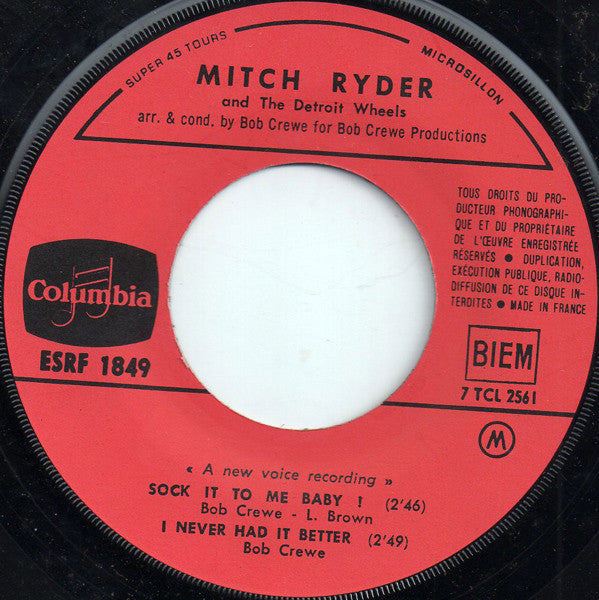 SUPER 45 TOURS
MICROSILLON
MITCH RYDER
and The Detroit Wheels
arr. & cond. by Bob Crewe for Bob Crewe Productions
TOUS DROITS DU PRO-
DUCTEUR PHONOGRAPHI-
QUE ET DU PROPRIÉTAIRE
DE L'ŒUVRE ENREGISTRÉE
RÉSERVÉS ● DUPLICATION,
EXÉCUTION PUBLIQUE, RADIO-
DIFFUSION DE CE DISQUE IN-
TERDITES ● MADE IN FRANCE
Columbia
ESRF 1849
BIEM
7 TCL 2561
M
« A new voice recording »
SOCK IT TO ME BABY ! (2'46)
Bob Crewe - L. Brown
I NEVER HAD IT BETTER (2'49)
Bob Crewe